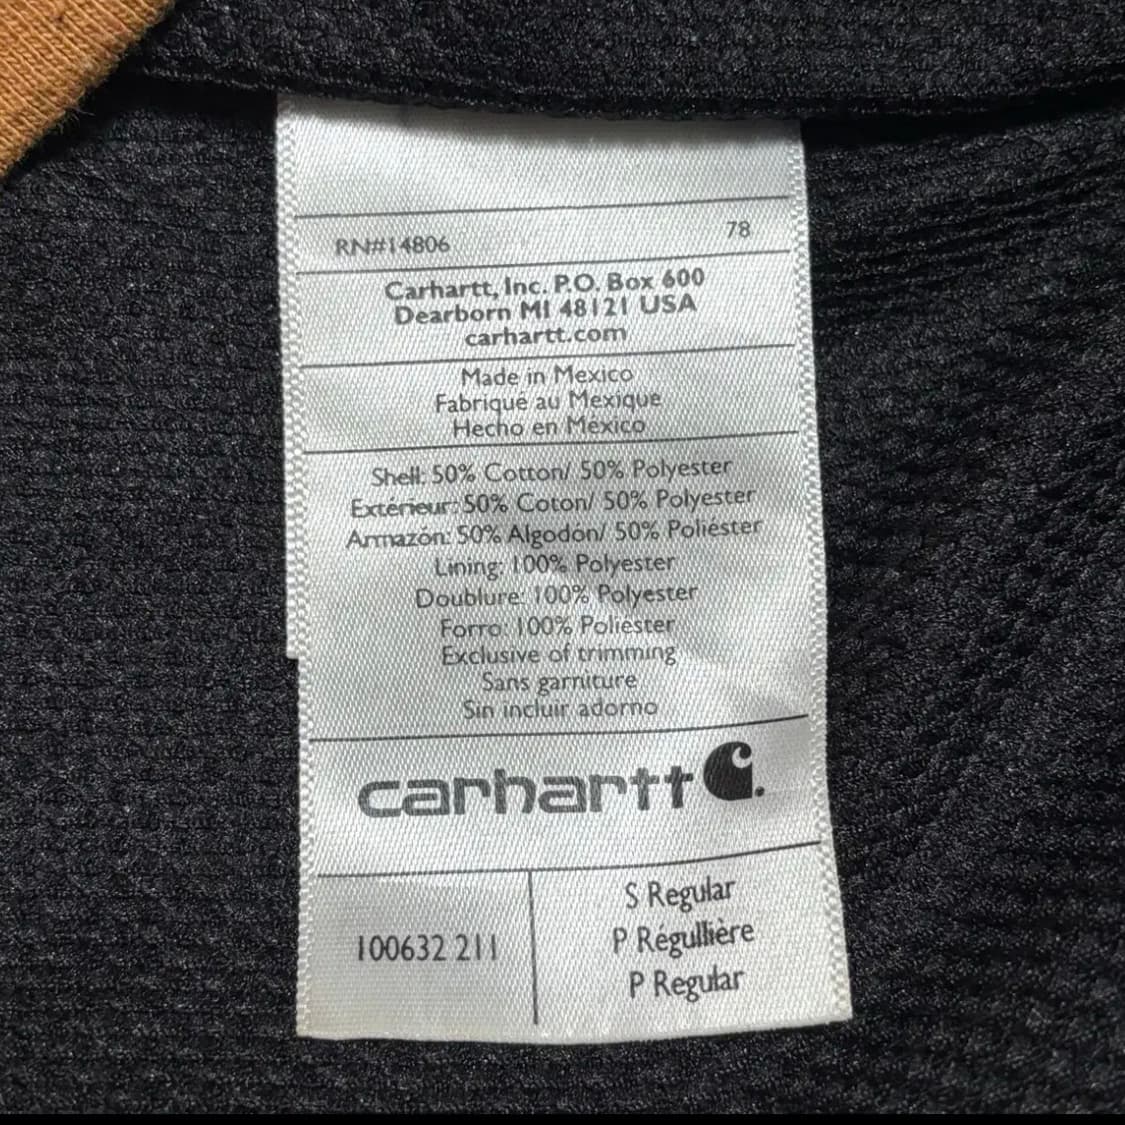 RN#14806 78
Carhartt, Inc. P.O. Box 600
Dearborn MI 48121 USA
carhartt.com
Made in Mexico
Fabriqué au Mexique
Hecho en México
Shell: 50% Cotton/ 50% Polyester
Extérieur: 50% Coton/ 50% Polyester
Armazón: 50% Algodón/ 50% Poliéster
Lining: 100% Polyester
Doublure: 100% Polyester
Forro: 100% Poliéster
Exclusive of trimming
Sans garniture
Sin incluir adorno
carhartt
100632 211
S Regular
P Régullière
P Regular